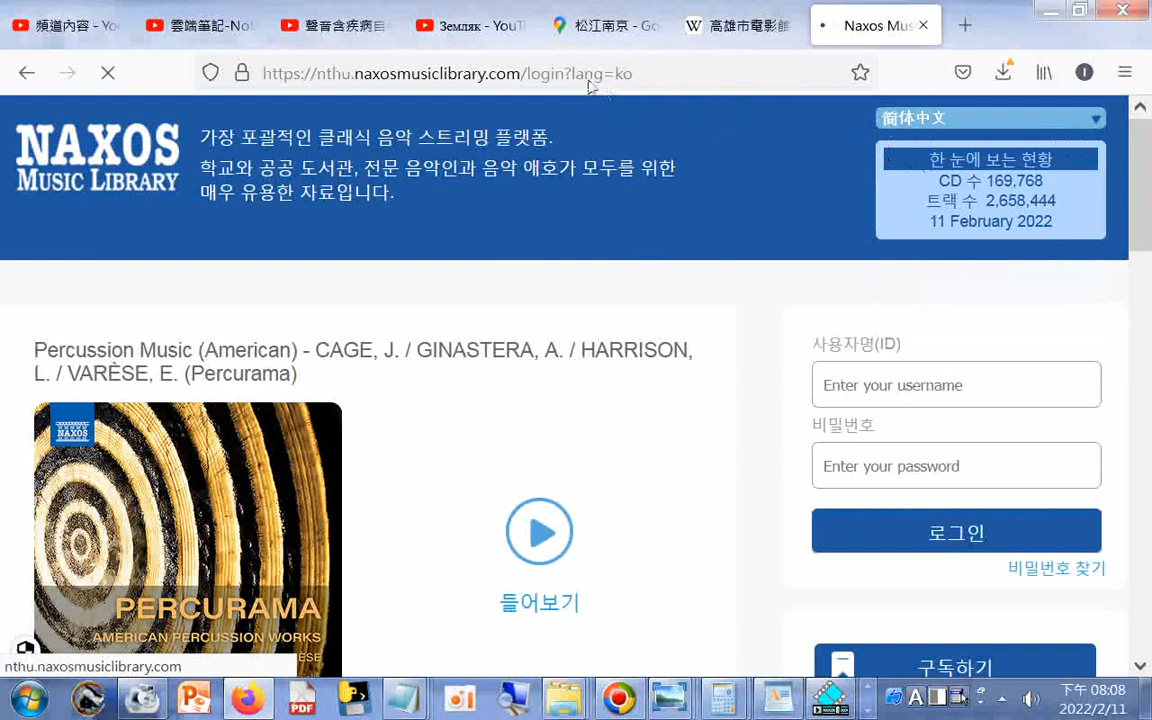 頻道內容 - Yo
雲端筆記-Not
聲音含疾病自
Земляк - YouT
松江南京 - Go
W 高雄市電影館
Naxos Mus
https://nthu.naxosmusiclibrary.com/login?lang=ko
NAXOS
MUSIC LIBRARY
가장 포괄적인 클래식 음악 스트리밍 플랫폼.
학교와 공공 도서관, 전문 음악인과 음악 애호가 모두를 위한
매우 유용한 자료입니다.
简体中文
한 눈에 보는 현황
CD 수 169,768
트랙 수 2,658,444
11 February 2022
Percussion Music (American) - CAGE, J. / GINASTERA, A. / HARRISON,
L. / VARÈSE, E. (Percurama)
NAXOS
PERCURAMA
AMERICAN PERCUSSION WORKS
ESE
들어보기
사용자명(ID)
Enter your username
비밀번호
Enter your password
로그인
비밀번호 찾기
구독하기
nthu.naxosmusiclibrary.com
PDF
A
下午 08:08
2022/2/11